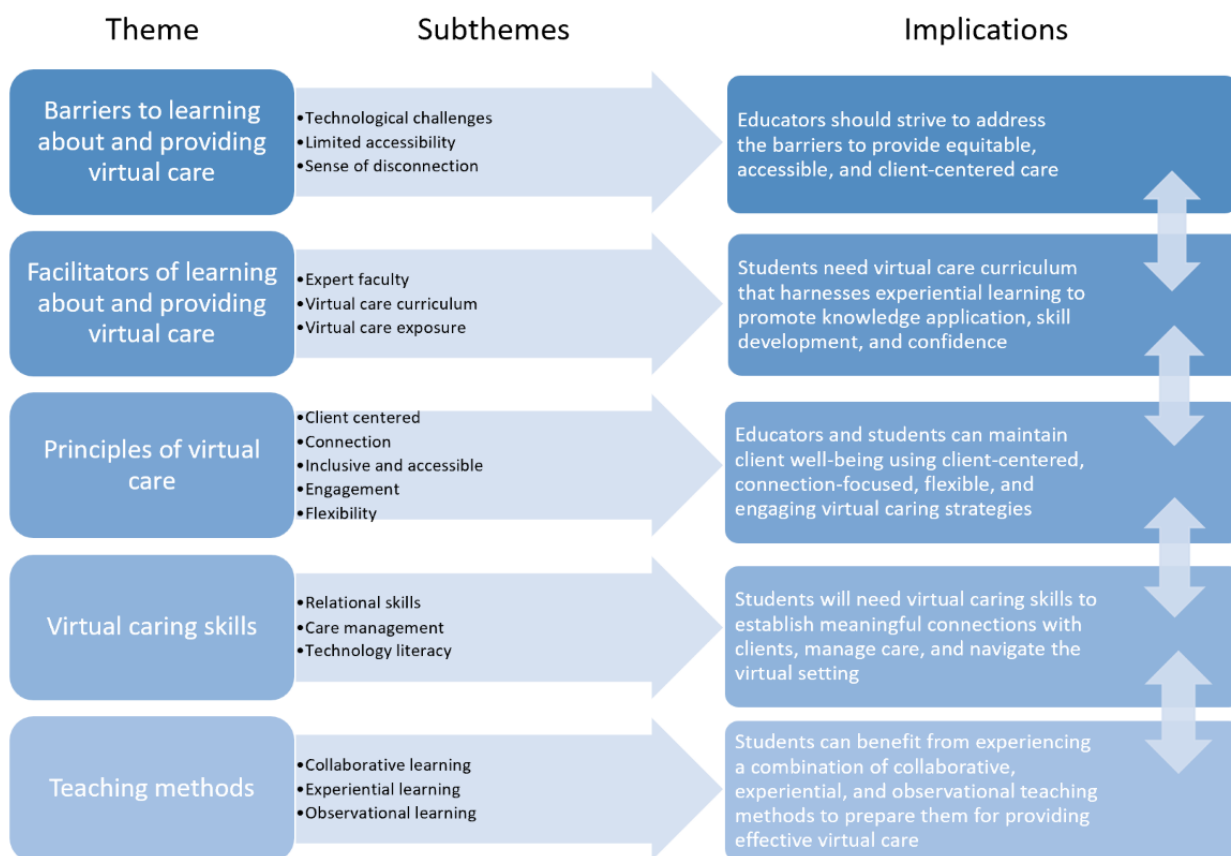 Theme
Subthemes
Implications
Barriers to learning
about and providing
virtual care
•Technological challenges
•Limited accessibility
•Sense of disconnection
Educators should strive to address
the barriers to provide equitable,
accessible, and client-centered care
Facilitators of learning
about and providing
virtual care
•Expert faculty
•Virtual care curriculum
•Virtual care exposure
Students need virtual care curriculum
that harnesses experiential learning to
promote knowledge application, skill
development, and confidence
Principles of virtual
care
•Client centered
•Connection
•Inclusive and accessible
•Engagement
•Flexibility
Educators and students can maintain
client well-being using client-centered,
connection-focused, flexible, and
engaging virtual caring strategies
Virtual caring skills
•Relational skills
•Care management
•Technology literacy
Students will need virtual caring skills to
establish meaningful connections with
clients, manage care, and navigate the
virtual setting
Teaching methods
•Collaborative learning
•Experiential learning
•Observational learning
Students can benefit from experiencing
a combination of collaborative,
experiential, and observational teaching
methods to prepare them for providing
effective virtual care